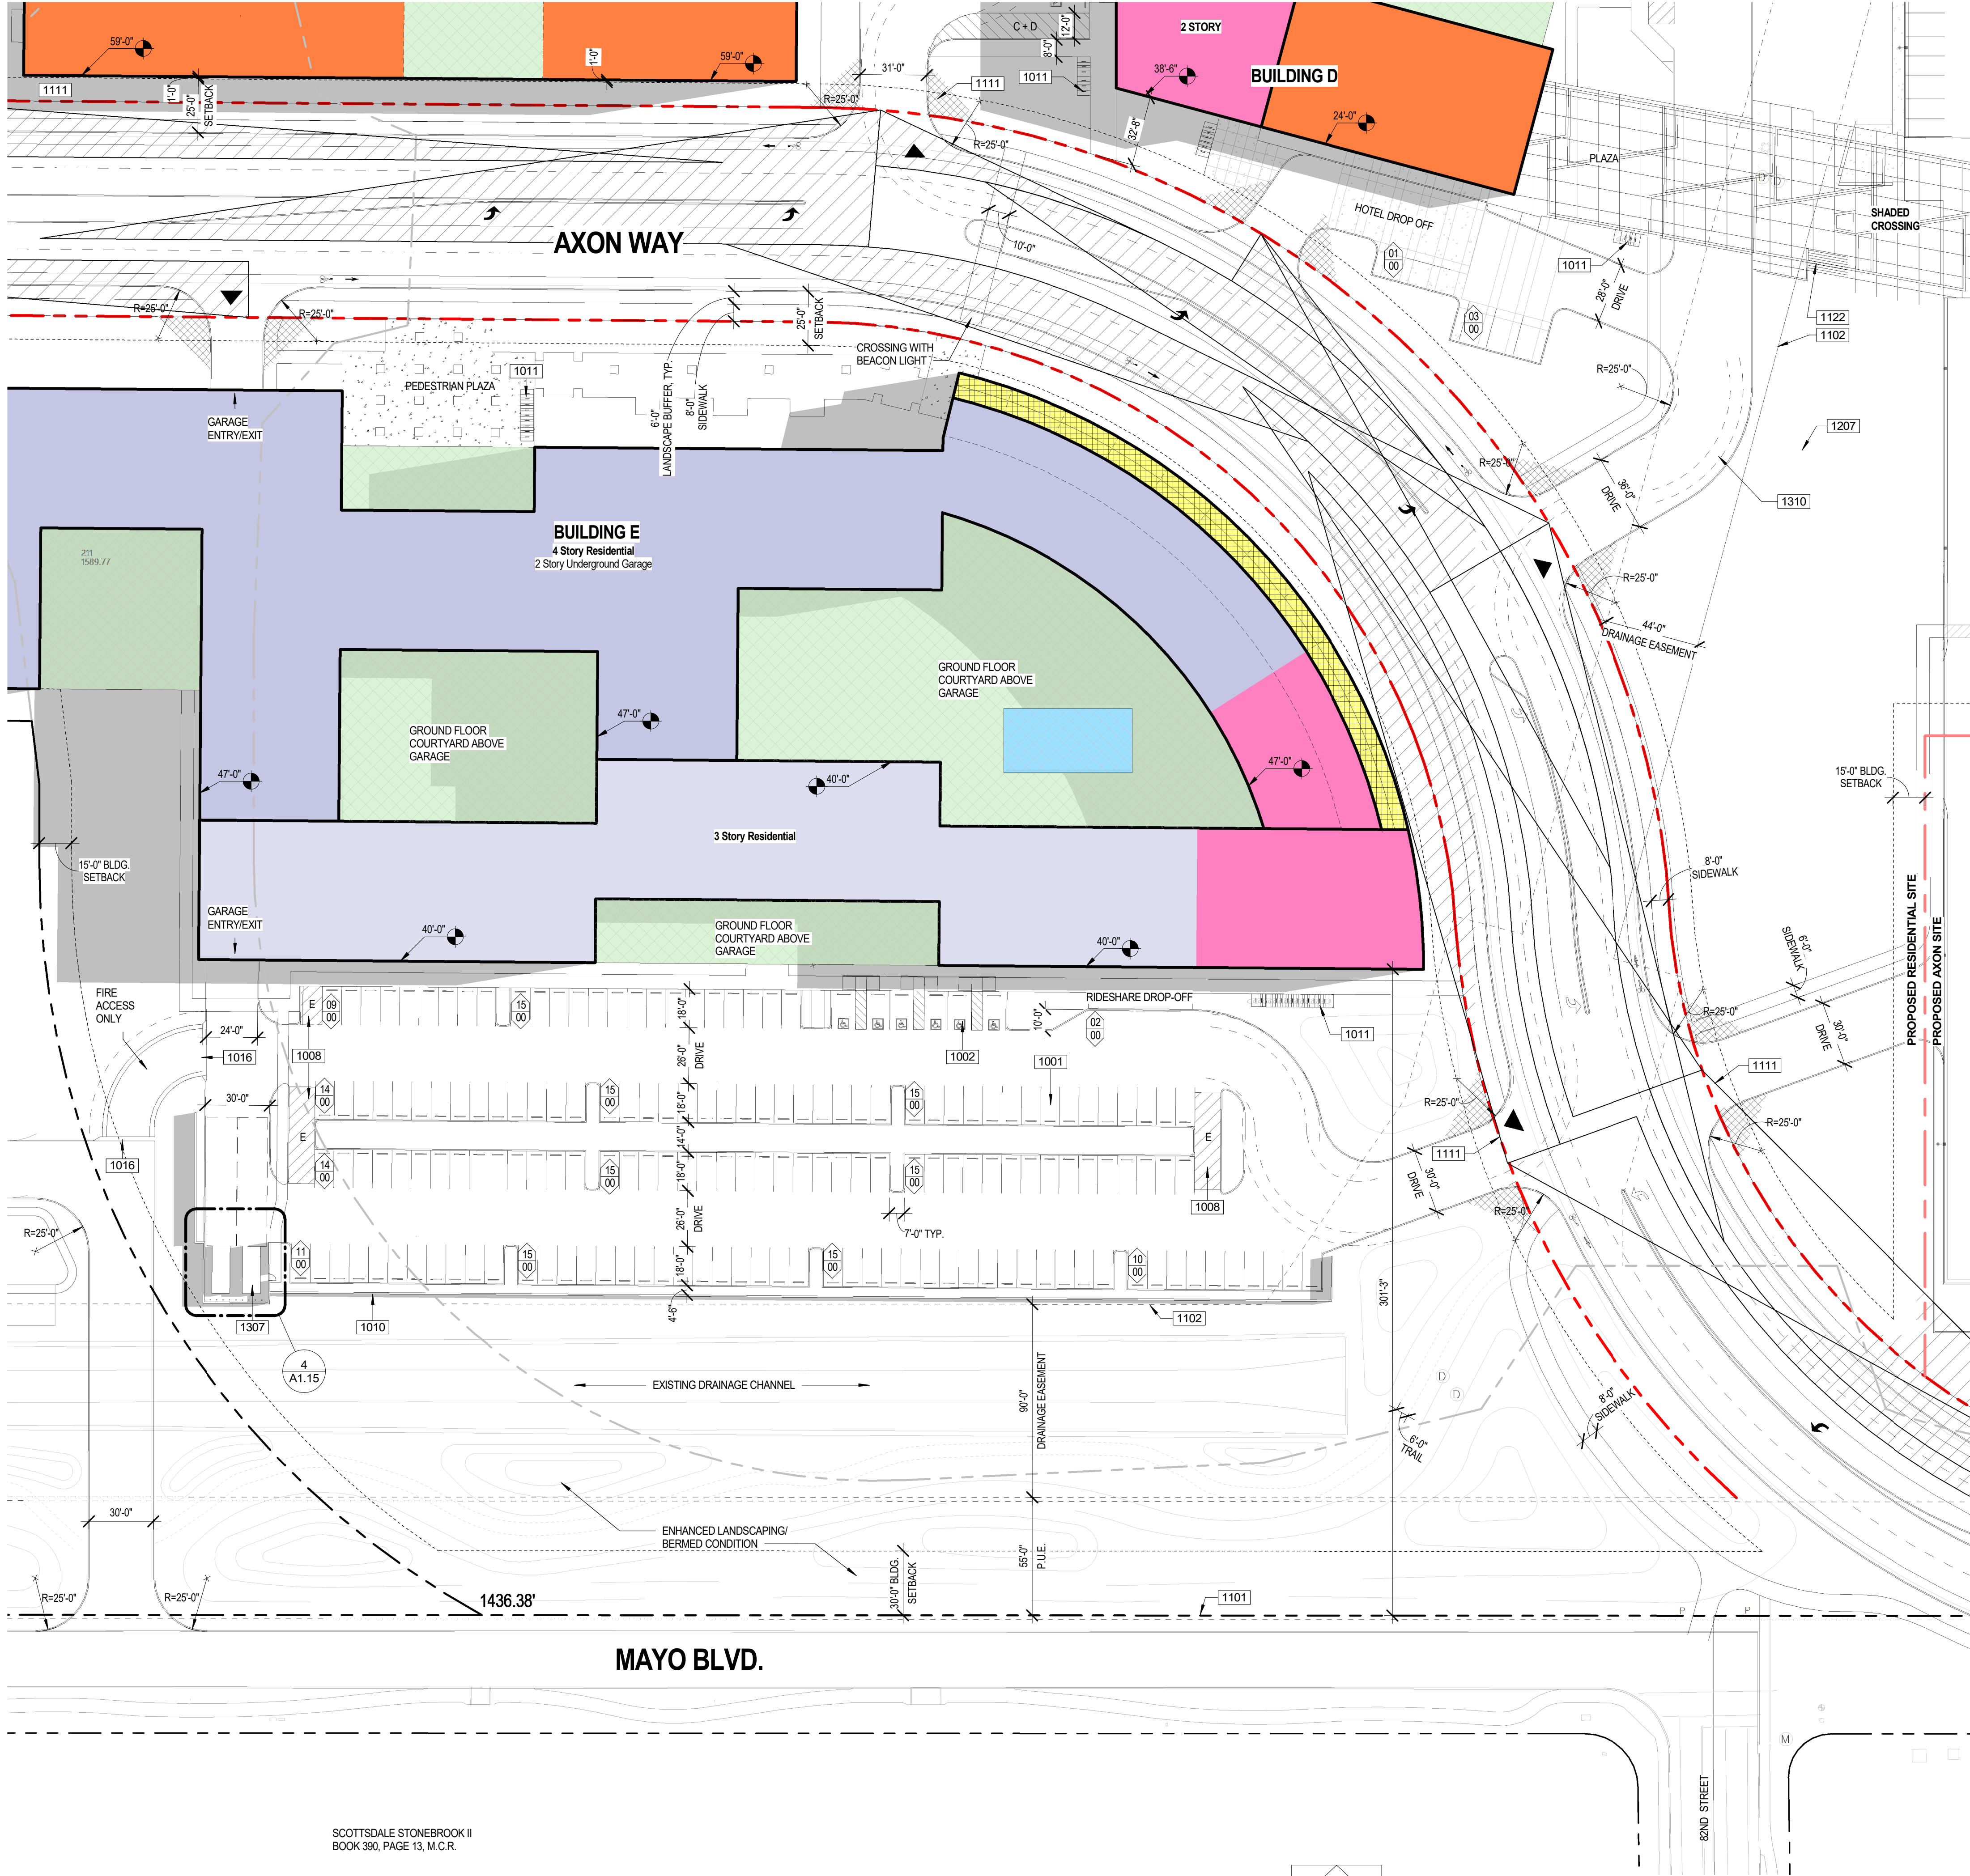 59'-0"
1'-0"
59'-0"
1111
1'-0"
25'-0"
SETBACK
31'-0"
R=25'-0"
C + D
12'-0"
8'-0"
1011
1111
R=25'-0"
2 STORY
38'-6"
BUILDING D
24'-0"
32'-8"
PLAZA
D
D
HOTEL DROP OFF
SHADED
CROSSING
01
00
1011
28'-0"
DRIVE
03
00
1122
1102
AXON WAY
10'-0"
R=25'-0"
R=25'-0"
25'-0"
SETBACK
CROSSING WITH
BEACON LIGHT
PEDESTRIAN PLAZA
1011
6'-0"
LANDSCAPE BUFFER, TYP.
8'-0"
SIDEWALK
GARAGE
ENTRY/EXIT
R=25'-0"
1207
R=25'-0"
36'-0"
DRIVE
1310
BUILDING E
4 Story Residential
2 Story Underground Garage
211
1589.77
R=25'-0"
44'-0"
DRAINAGE EASEMENT
GROUND FLOOR
COURTYARD ABOVE
GARAGE
GROUND FLOOR
COURTYARD ABOVE
GARAGE
47'-0"
47'-0"
40'-0"
47'-0"
15'-0" BLDG.
SETBACK
3 Story Residential
15'-0" BLDG.
SETBACK
8'-0"
SIDEWALK
GARAGE
ENTRY/EXIT
40'-0"
GROUND FLOOR
COURTYARD ABOVE
GARAGE
40'-0"
6'-0"
SIDEWALK
PROPOSED RESIDENTIAL SITE
PROPOSED AXON SITE
FIRE
ACCESS
ONLY
E
09
00
15
00
18'-0"
RIDESHARE DROP-OFF
10'-0"
02
00
1011
R=25'-0"
30'-0"
DRIVE
24'-0"
1016
1008
26'-0"
DRIVE
1002
1001
1111
30'-0"
14
00
15
00
18'-0"
15
00
R=25'-0"
R=25'-0"
E
14'-0"
E
1111
1016
14
00
15
00
18'-0"
15
00
30'-0"
DRIVE
1008
R=25'-0"
R=25'-0"
26'-0"
DRIVE
7'-0" TYP.
11
00
15
00
18'-0"
15
00
10
00
4'-6"
301'-3"
1307
1010
1102
4
A1.15
EXISTING DRAINAGE CHANNEL
90'-0"
DRAINAGE EASEMENT
D
D
8'-0"
SIDEWALK
6'-0"
TRAIL
30'-0"
ENHANCED LANDSCAPING/
BERMED CONDITION
30'-0" BLDG.
SETBACK
55'-0"
P.U.E.
R=25'-0"
R=25'-0"
1436.38'
1101
P
P
MAYO BLVD.
M
82ND STREET
SCOTTSDALE STONEBROOK II
BOOK 390, PAGE 13, M.C.R.